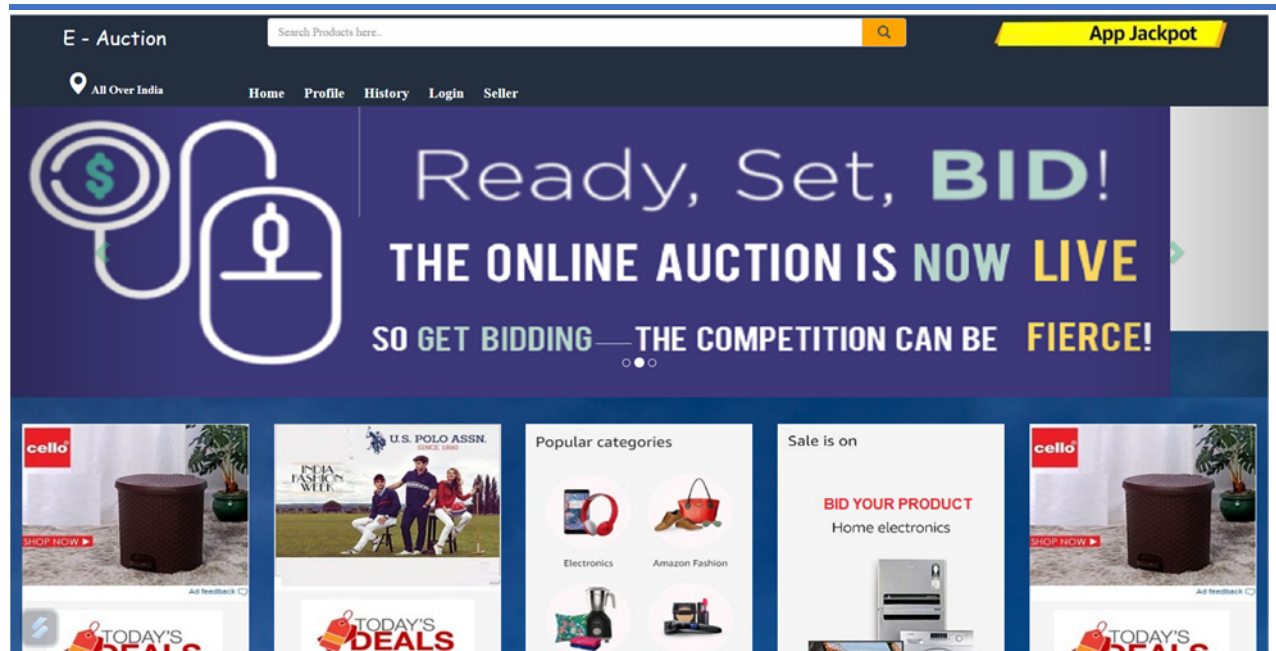 E - Auction
Search Products here..
App Jackpot
All Over India
Home Profile History Login Seller
Ready, Set, BID!
THE ONLINE AUCTION IS NOW LIVE
SO GET BIDDING—THE COMPETITION CAN BE FIERCE!
cello
SHOP NOW
Ad feedback
TODAY'S
DEALS
U.S. POLO ASSN.
SINCE 1890
INDIA
FASHION
WEEK
TODAY'S
DEALS
Popular categories
Electronics
Amazon Fashion
Sale is on
BID YOUR PRODUCT
Home electronics
cello
SHOP NOW
Ad feedback
TODAY'S
DEALS